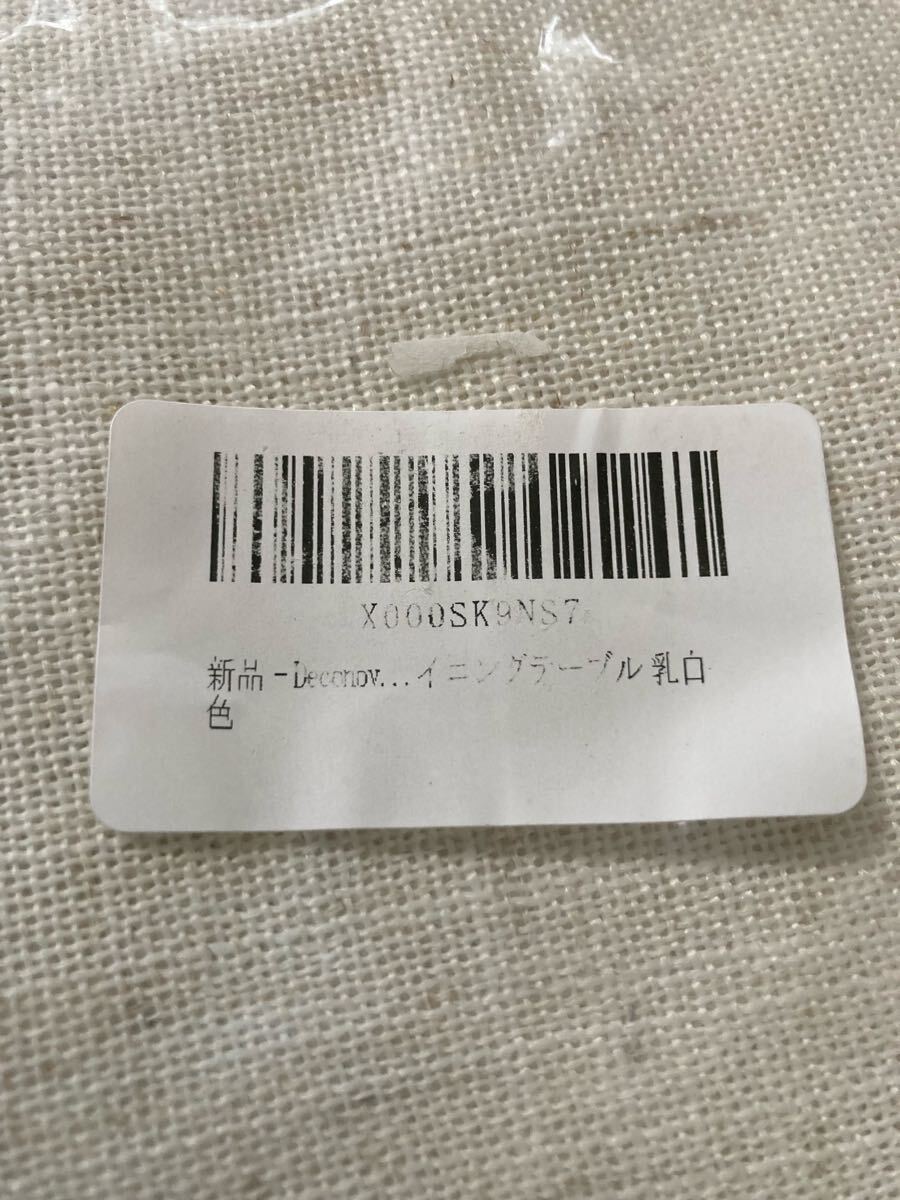 X000SK9NS7
新品 -Deconov...イニングテーブル 乳白
色